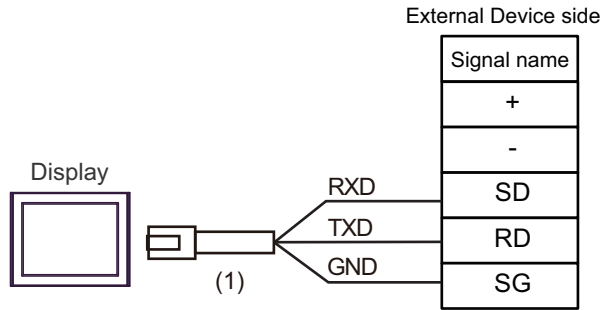 External Device side
Signal name
+
-
Display
RXD
SD
TXD
RD
GND
SG
(1)